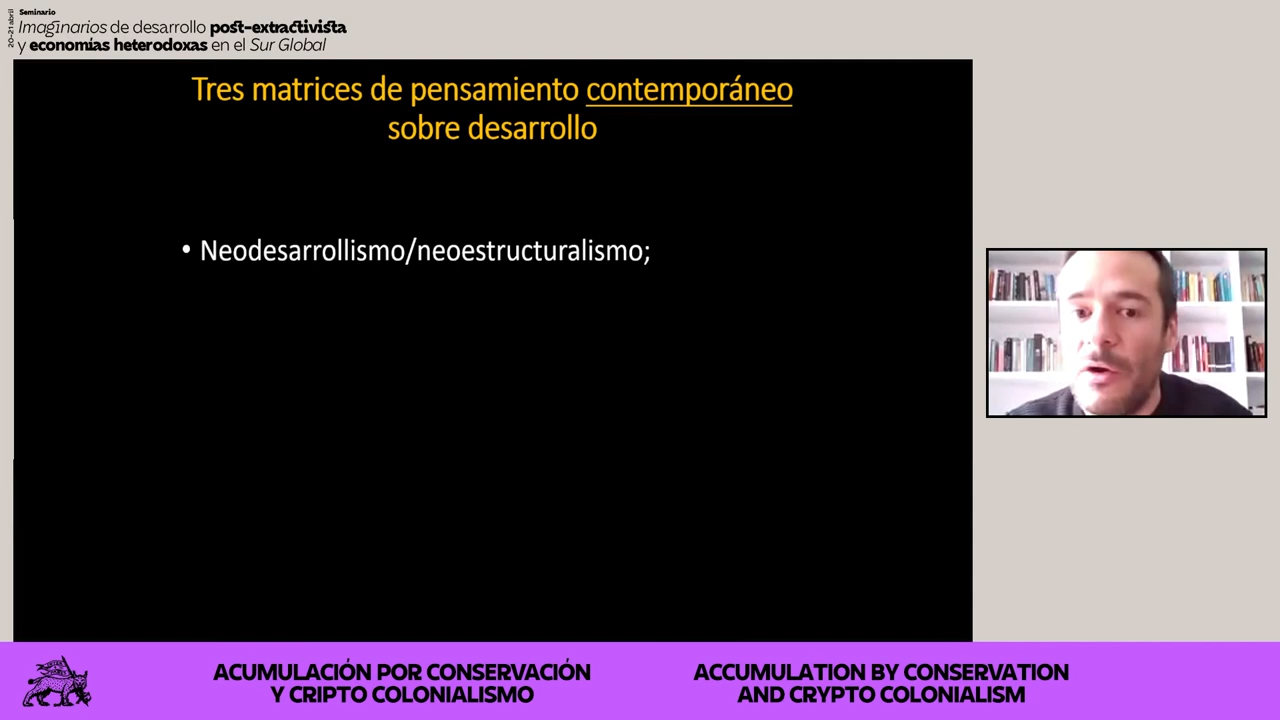 20-21 abril
Seminario
Imaginarios de desarrollo post-extractivista
y economías heterodoxas en el Sur Global
Tres matrices de pensamiento contemporáneo
sobre desarrollo
• Neodesarrollismo/neoestructuralismo;
ACUMULACIÓN POR CONSERVACIÓN
Y CRIPTO COLONIALISMO
ACCUMULATION BY CONSERVATION
AND CRYPTO COLONIALISM